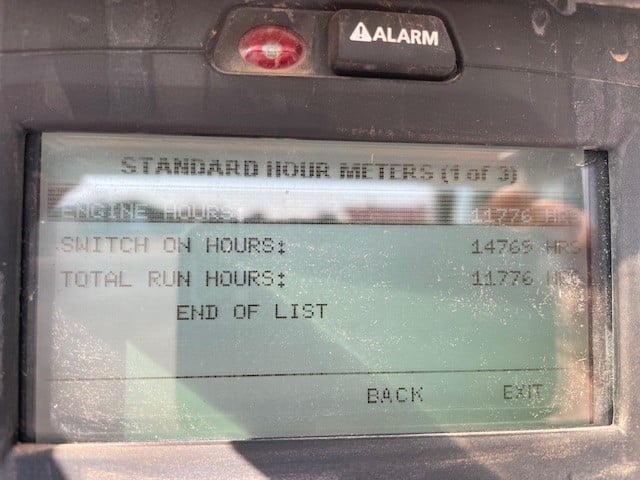 ⚠ALARM
STANDARD HOUR METERS (1 of 3)
ENGINE HOURS: 11776 HRS
SWITCH ON HOURS: 14769 HRS
TOTAL RUN HOURS: 11776 HRS
END OF LIST
BACK EXIT